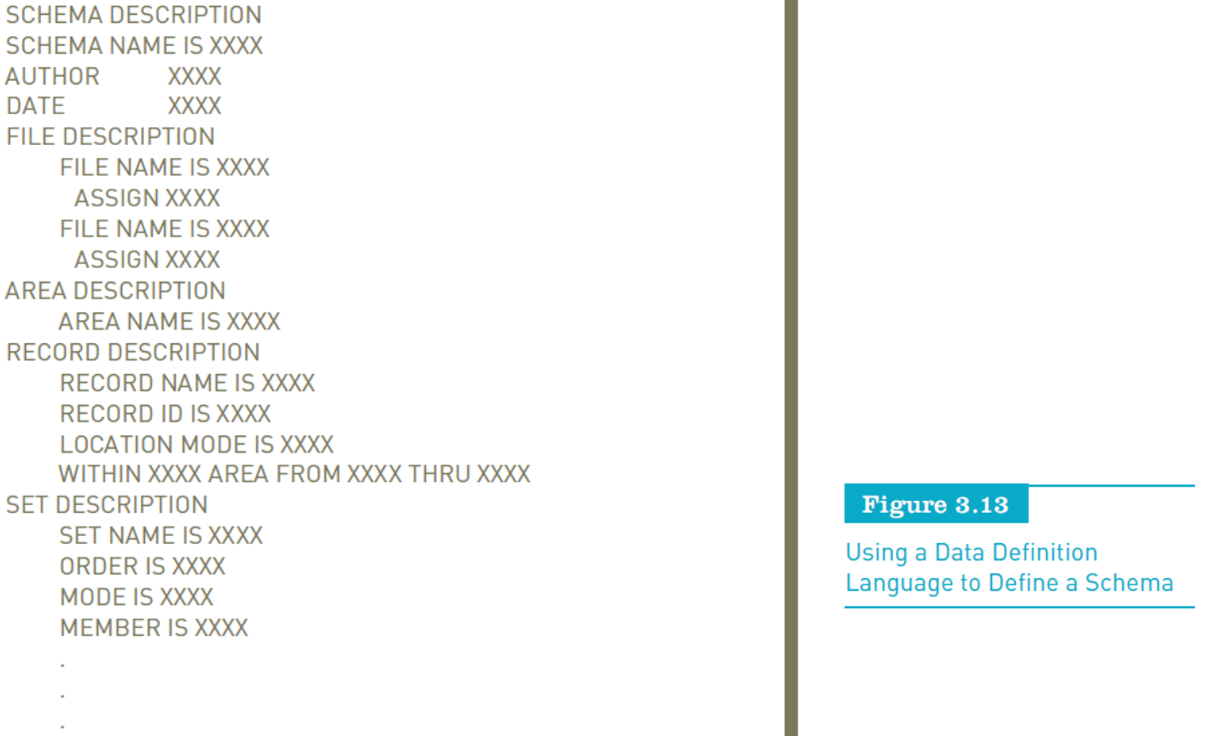 SCHEMA DESCRIPTION
SCHEMA NAME IS XXXX
AUTHOR XXXX
DATE XXXX
FILE DESCRIPTION
FILE NAME IS XXXX
ASSIGN XXXX
FILE NAME IS XXXX
ASSIGN XXXX
AREA DESCRIPTION
AREA NAME IS XXXX
RECORD DESCRIPTION
RECORD NAME IS XXXX
RECORD ID IS XXXX
LOCATION MODE IS XXXX
WITHIN XXXX AREA FROM XXXX THRU XXXX
SET DESCRIPTION
SET NAME IS XXXX
ORDER IS XXXX
MODE IS XXXX
MEMBER IS XXXX
.
.
.
Figure 3.13
Using a Data Definition
Language to Define a Schema